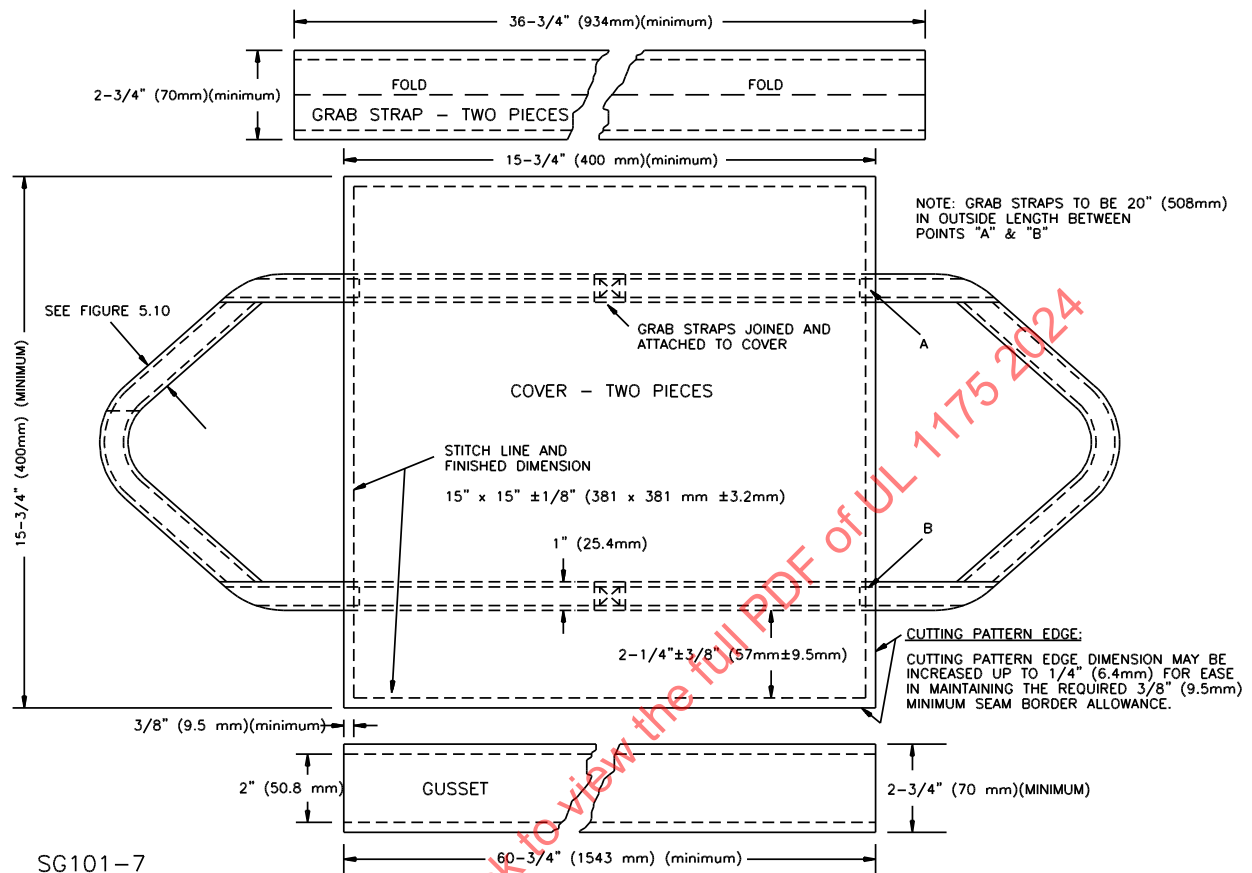 36-3/4" (934mm)(minimum)
2-3/4" (70mm)(minimum)
FOLD
FOLD
GRAB STRAP - TWO PIECES
15-3/4" (400 mm)(minimum)
NOTE: GRAB STRAPS TO BE 20" (508mm)
IN OUTSIDE LENGTH BETWEEN
POINTS "A" & "B"
SEE FIGURE 5.10
GRAB STRAPS JOINED AND
ATTACHED TO COVER
A
15-3/4" (400mm) (MINIMUM)
COVER - TWO PIECES
STITCH LINE AND
FINISHED DIMENSION
15" x 15" ±1/8" (381 x 381 mm ±3.2mm)
1" (25.4mm)
B
2-1/4"±3/8" (57mm±9.5mm)
CUTTING PATTERN EDGE:
CUTTING PATTERN EDGE DIMENSION MAY BE
INCREASED UP TO 1/4" (6.4mm) FOR EASE
IN MAINTAINING THE REQUIRED 3/8" (9.5mm)
MINIMUM SEAM BORDER ALLOWANCE.
3/8" (9.5 mm)(minimum)
2" (50.8 mm)
GUSSET
2-3/4" (70 mm)(MINIMUM)
60-3/4" (1543 mm) (minimum)
SG101-7
k to view the full PDF of UL 1175 2024